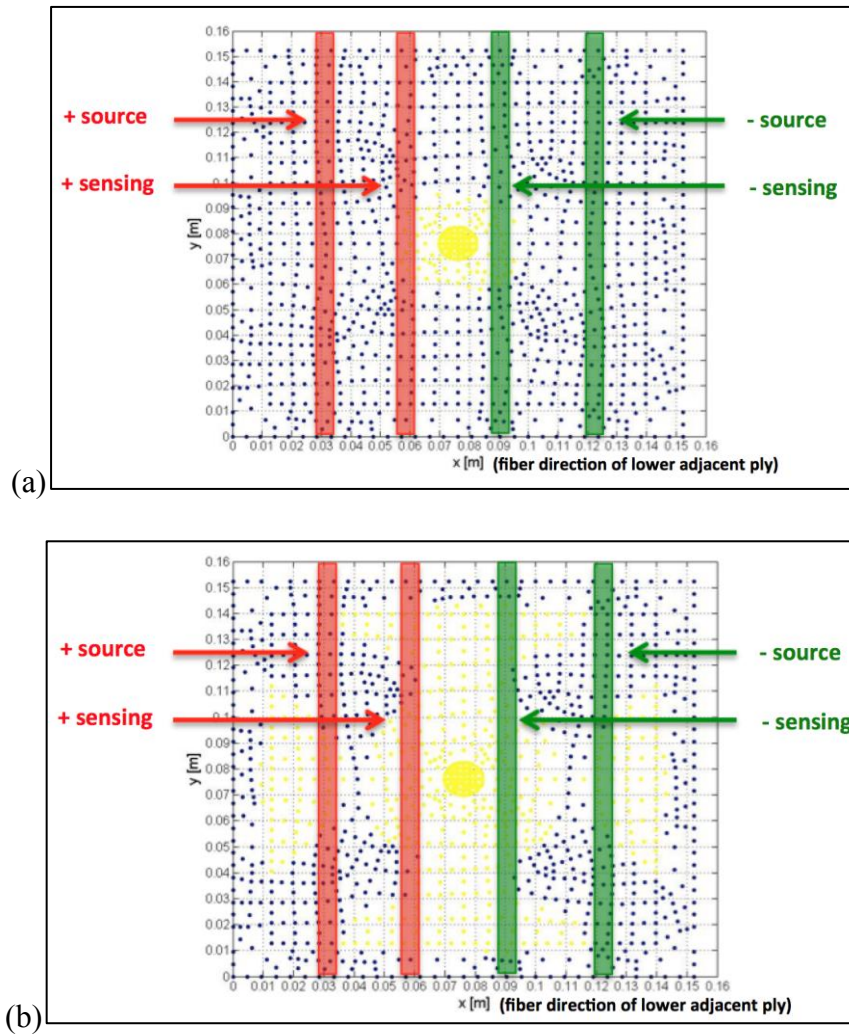 0.16
0.15
0.14
0.13
0.12
0.11
0.1
0.09
0.08
0.07
0.06
0.05
0.04
0.03
0.02
0.01
0
y [m]
+ source
+ sensing
- source
- sensing
0 0.01 0.02 0.03 0.04 0.05 0.06 0.07 0.08 0.09 0.1 0.11 0.12 0.13 0.14 0.15 0.16
x [m] (fiber direction of lower adjacent ply)
(a)
0.16
0.15
0.14
0.13
0.12
0.11
0.1
0.09
0.08
0.07
0.06
0.05
0.04
0.03
0.02
0.01
0
y [m]
+ source
+ sensing
- source
- sensing
0 0.01 0.02 0.03 0.04 0.05 0.06 0.07 0.08 0.09 0.1 0.11 0.12 0.13 0.14 0.15 0.16
x [m] (fiber direction of lower adjacent ply)
(b)